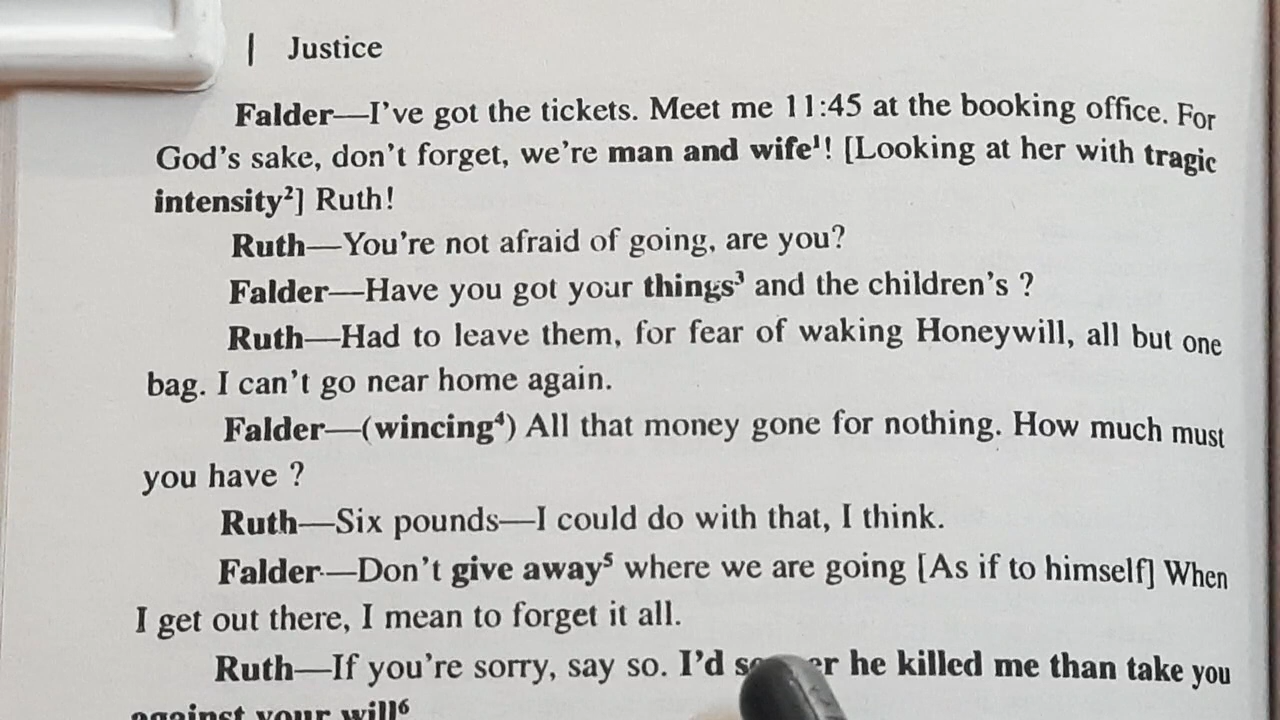 | Justice
Falder—I've got the tickets. Meet me 11:45 at the booking office. For
God's sake, don't forget, we're man and wife¹! [Looking at her with tragic
intensity²] Ruth!
Ruth—You're not afraid of going, are you?
Falder—Have you got your things³ and the children's ?
Ruth—Had to leave them, for fear of waking Honeywill, all but one
bag. I can't go near home again.
Falder—(wincing⁴) All that money gone for nothing. How much must
you have ?
Ruth—Six pounds—I could do with that, I think.
Falder—Don't give away⁵ where we are going [As if to himself] When
I get out there, I mean to forget it all.
Ruth—If you're sorry, say so. I'd he killed me than take you
against your will⁶